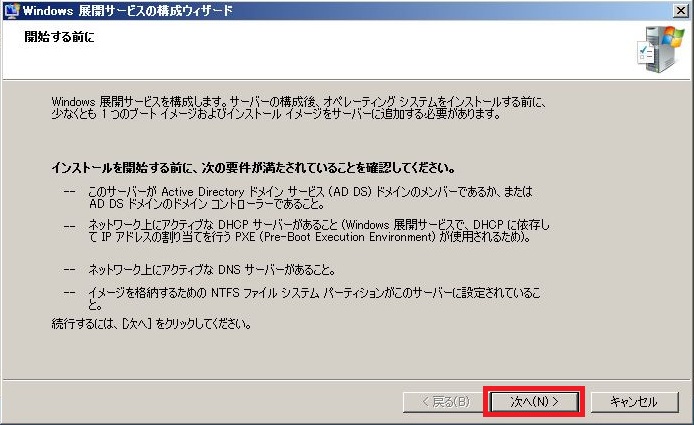 Windows 展開サービスの構成ウィザード
開始する前に
Windows 展開サービスを構成します。サーバーの構成後、オペレーティング システムをインストールする前に、
少なくとも 1 つのブート イメージおよびインストール イメージをサーバーに追加する必要があります。
インストールを開始する前に、次の要件が満たされていることを確認してください。
-- このサーバーが Active Directory ドメイン サービス (AD DS) ドメインのメンバーであるか、または
AD DS ドメインのドメイン コントローラーであること。
-- ネットワーク上にアクティブな DHCP サーバーがあること (Windows 展開サービスで、DHCP に依存し
て IP アドレスの割り当てを行う PXE (Pre-Boot Execution Environment) が使用されるため)。
-- ネットワーク上にアクティブな DNS サーバーがあること。
-- イメージを格納するための NTFS ファイル システム パーティションがこのサーバーに設定されているこ
と。
続行するには、[次へ] をクリックしてください。
< 戻る(B) 次へ(N) > キャンセル